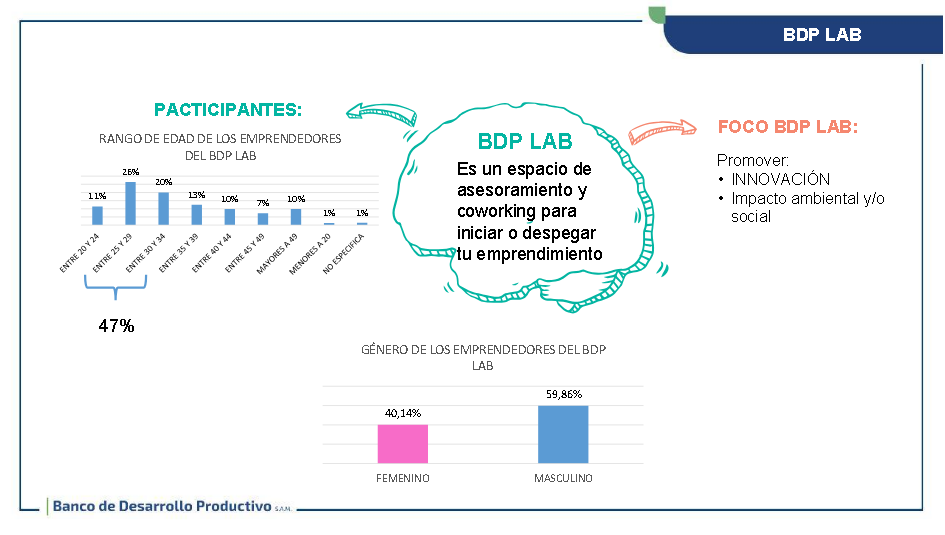 BDP LAB
PACTICIPANTES:
RANGO DE EDAD DE LOS EMPRENDEDORES
DEL BDP LAB
11%
26%
20%
13%
10%
7%
10%
1%
1%
ENTRE 20 Y 24
ENTRE 25 Y 29
ENTRE 30 Y 34
ENTRE 35 Y 39
ENTRE 40 Y 44
ENTRE 45 Y 49
MAYORES A 49
MENORES A 20
NO ESPECIFICA
47%
BDP LAB
Es un espacio de
asesoramiento y
coworking para
iniciar o despegar
tu emprendimiento
FOCO BDP LAB:
Promover:
• INNOVACIÓN
• Impacto ambiental y/o
social
GÉNERO DE LOS EMPRENDEDORES DEL BDP
LAB
40,14%
59,86%
FEMENINO
MASCULINO
Banco de Desarrollo Productivo S.A.M.